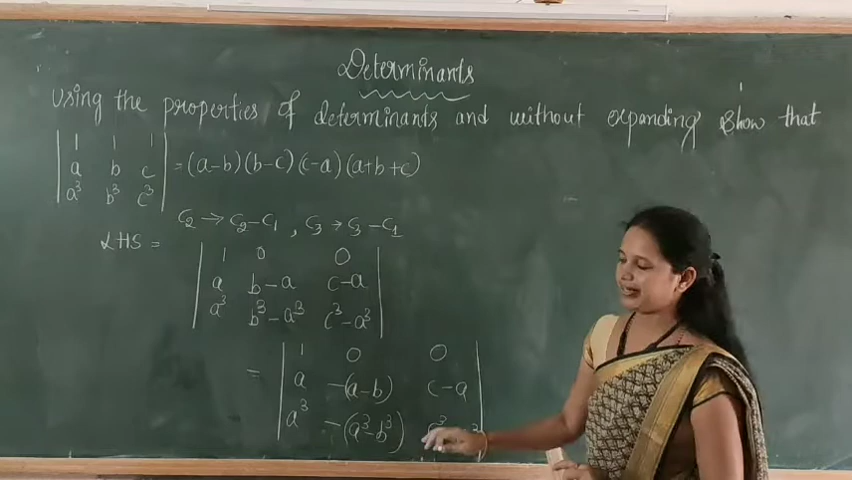 Determinants
Using the properties of determinants and without expanding Show that
| 1 1 1 |
| a b c | = (a-b)(b-c)(c-a)(a+b+c)
| a³ b³ c³ |
C₂ → C₂-C₁ , C₃ → C₃-C₁
LHS =
| 1 0 0 |
| a b-a c-a |
| a³ b³-a³ c³-a³ |
= | 1 0 0 |
| a -(a-b) c-a |
| a³ -(a³-b³)